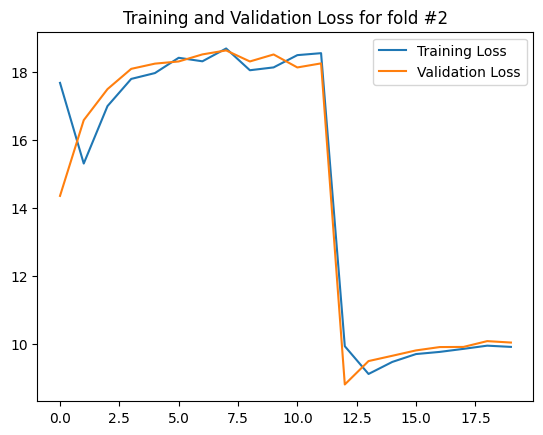 Training and Validation Loss for fold #2
Training Loss
Validation Loss
18
16
14
12
10
0.0 2.5 5.0 7.5 10.0 12.5 15.0 17.5